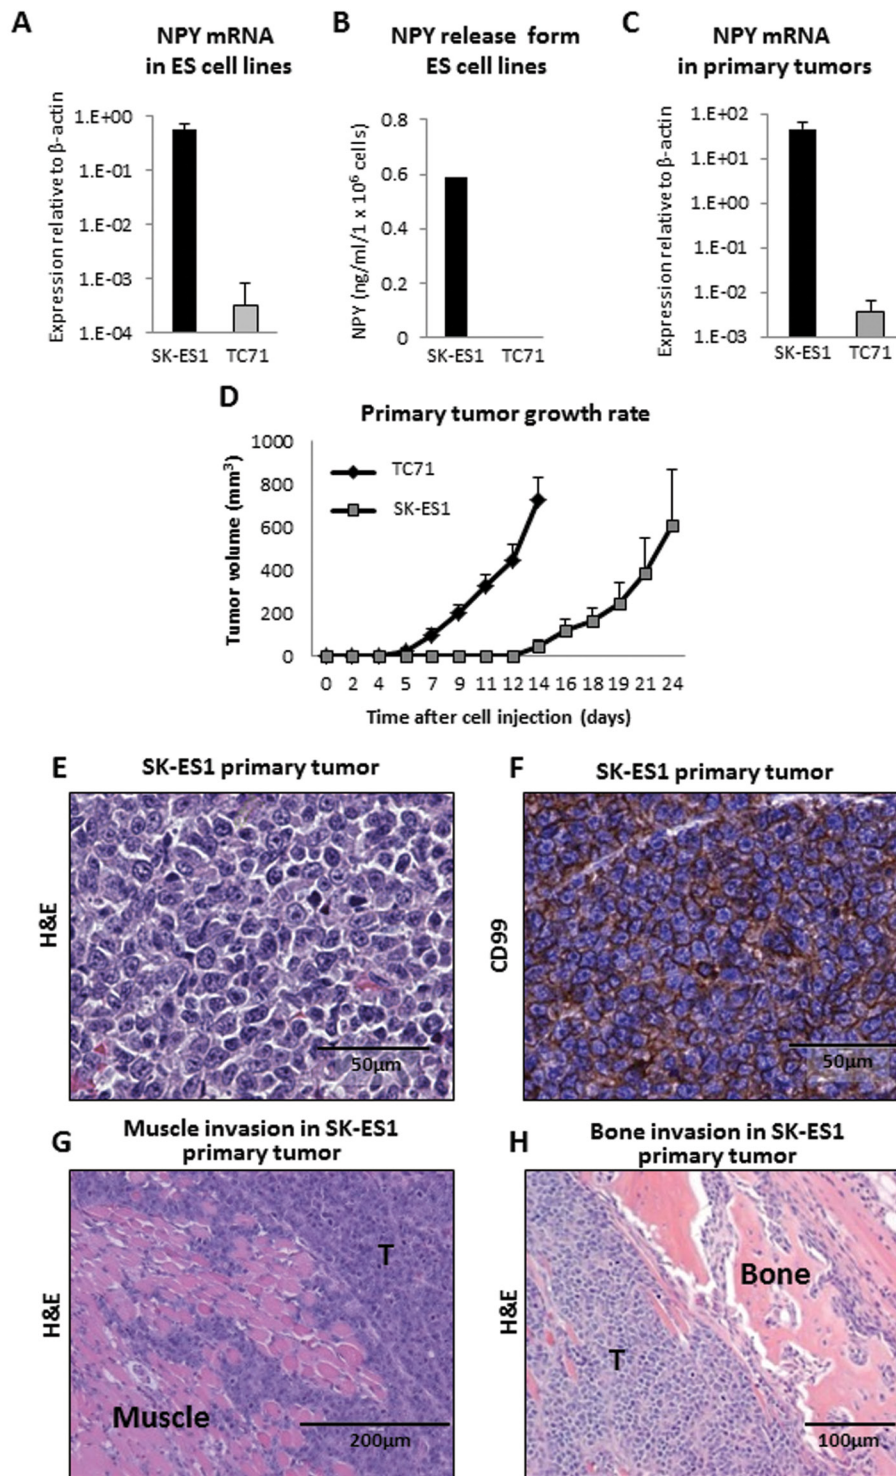 A
NPY mRNA
in ES cell lines
Expression relative to β-actin
1.E+00
1.E-01
1.E-02
1.E-03
1.E-04
SK-ES1 TC71
B
NPY release form
ES cell lines
NPY (ng/ml/1 x 10⁶ cells)
0.8
0.6
0.4
0.2
0
SK-ES1 TC71
C
NPY mRNA
in primary tumors
Expression relative to β-actin
1.E+02
1.E+01
1.E+00
1.E-01
1.E-02
1.E-03
SK-ES1 TC71
D
Primary tumor growth rate
Tumor volume (mm³)
1000
800
600
400
200
0
TC71
SK-ES1
0 2 4 5 7 9 11 12 14 16 18 19 21 24
Time after cell injection (days)
E
SK-ES1 primary tumor
H&E
50μm
F
SK-ES1 primary tumor
CD99
50μm
G
Muscle invasion in SK-ES1
primary tumor
H&E
T
Muscle
200μm
H
Bone invasion in SK-ES1
primary tumor
H&E
Bone
T
100μm